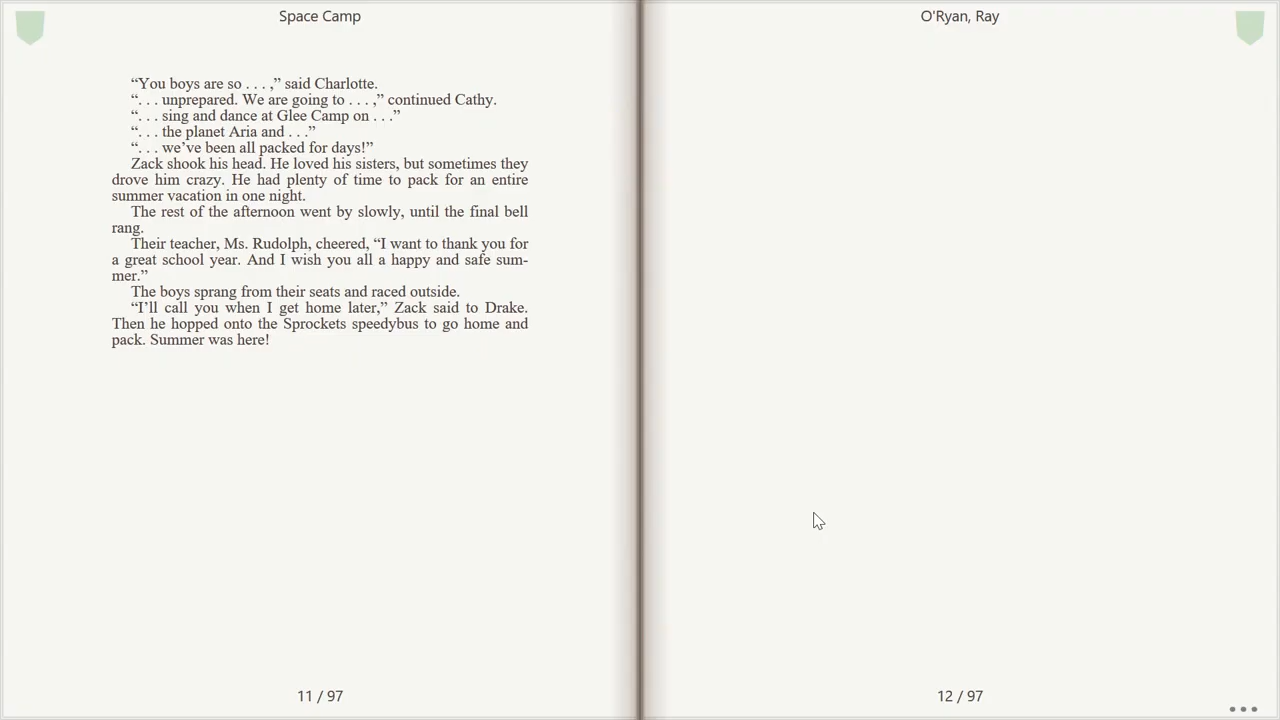 Space Camp
O'Ryan, Ray
“You boys are so . . . ,” said Charlotte.
“. . . unprepared. We are going to . . . ,” continued Cathy.
“. . . sing and dance at Glee Camp on . . .”
“. . . the planet Aria and . . .”
“. . . we’ve been all packed for days!”
Zack shook his head. He loved his sisters, but sometimes they
drove him crazy. He had plenty of time to pack for an entire
summer vacation in one night.
The rest of the afternoon went by slowly, until the final bell
rang.
Their teacher, Ms. Rudolph, cheered, “I want to thank you for
a great school year. And I wish you all a happy and safe sum-
mer.”
The boys sprang from their seats and raced outside.
“I’ll call you when I get home later,” Zack said to Drake.
Then he hopped onto the Sprockets speedybus to go home and
pack. Summer was here!
11 / 97
12 / 97